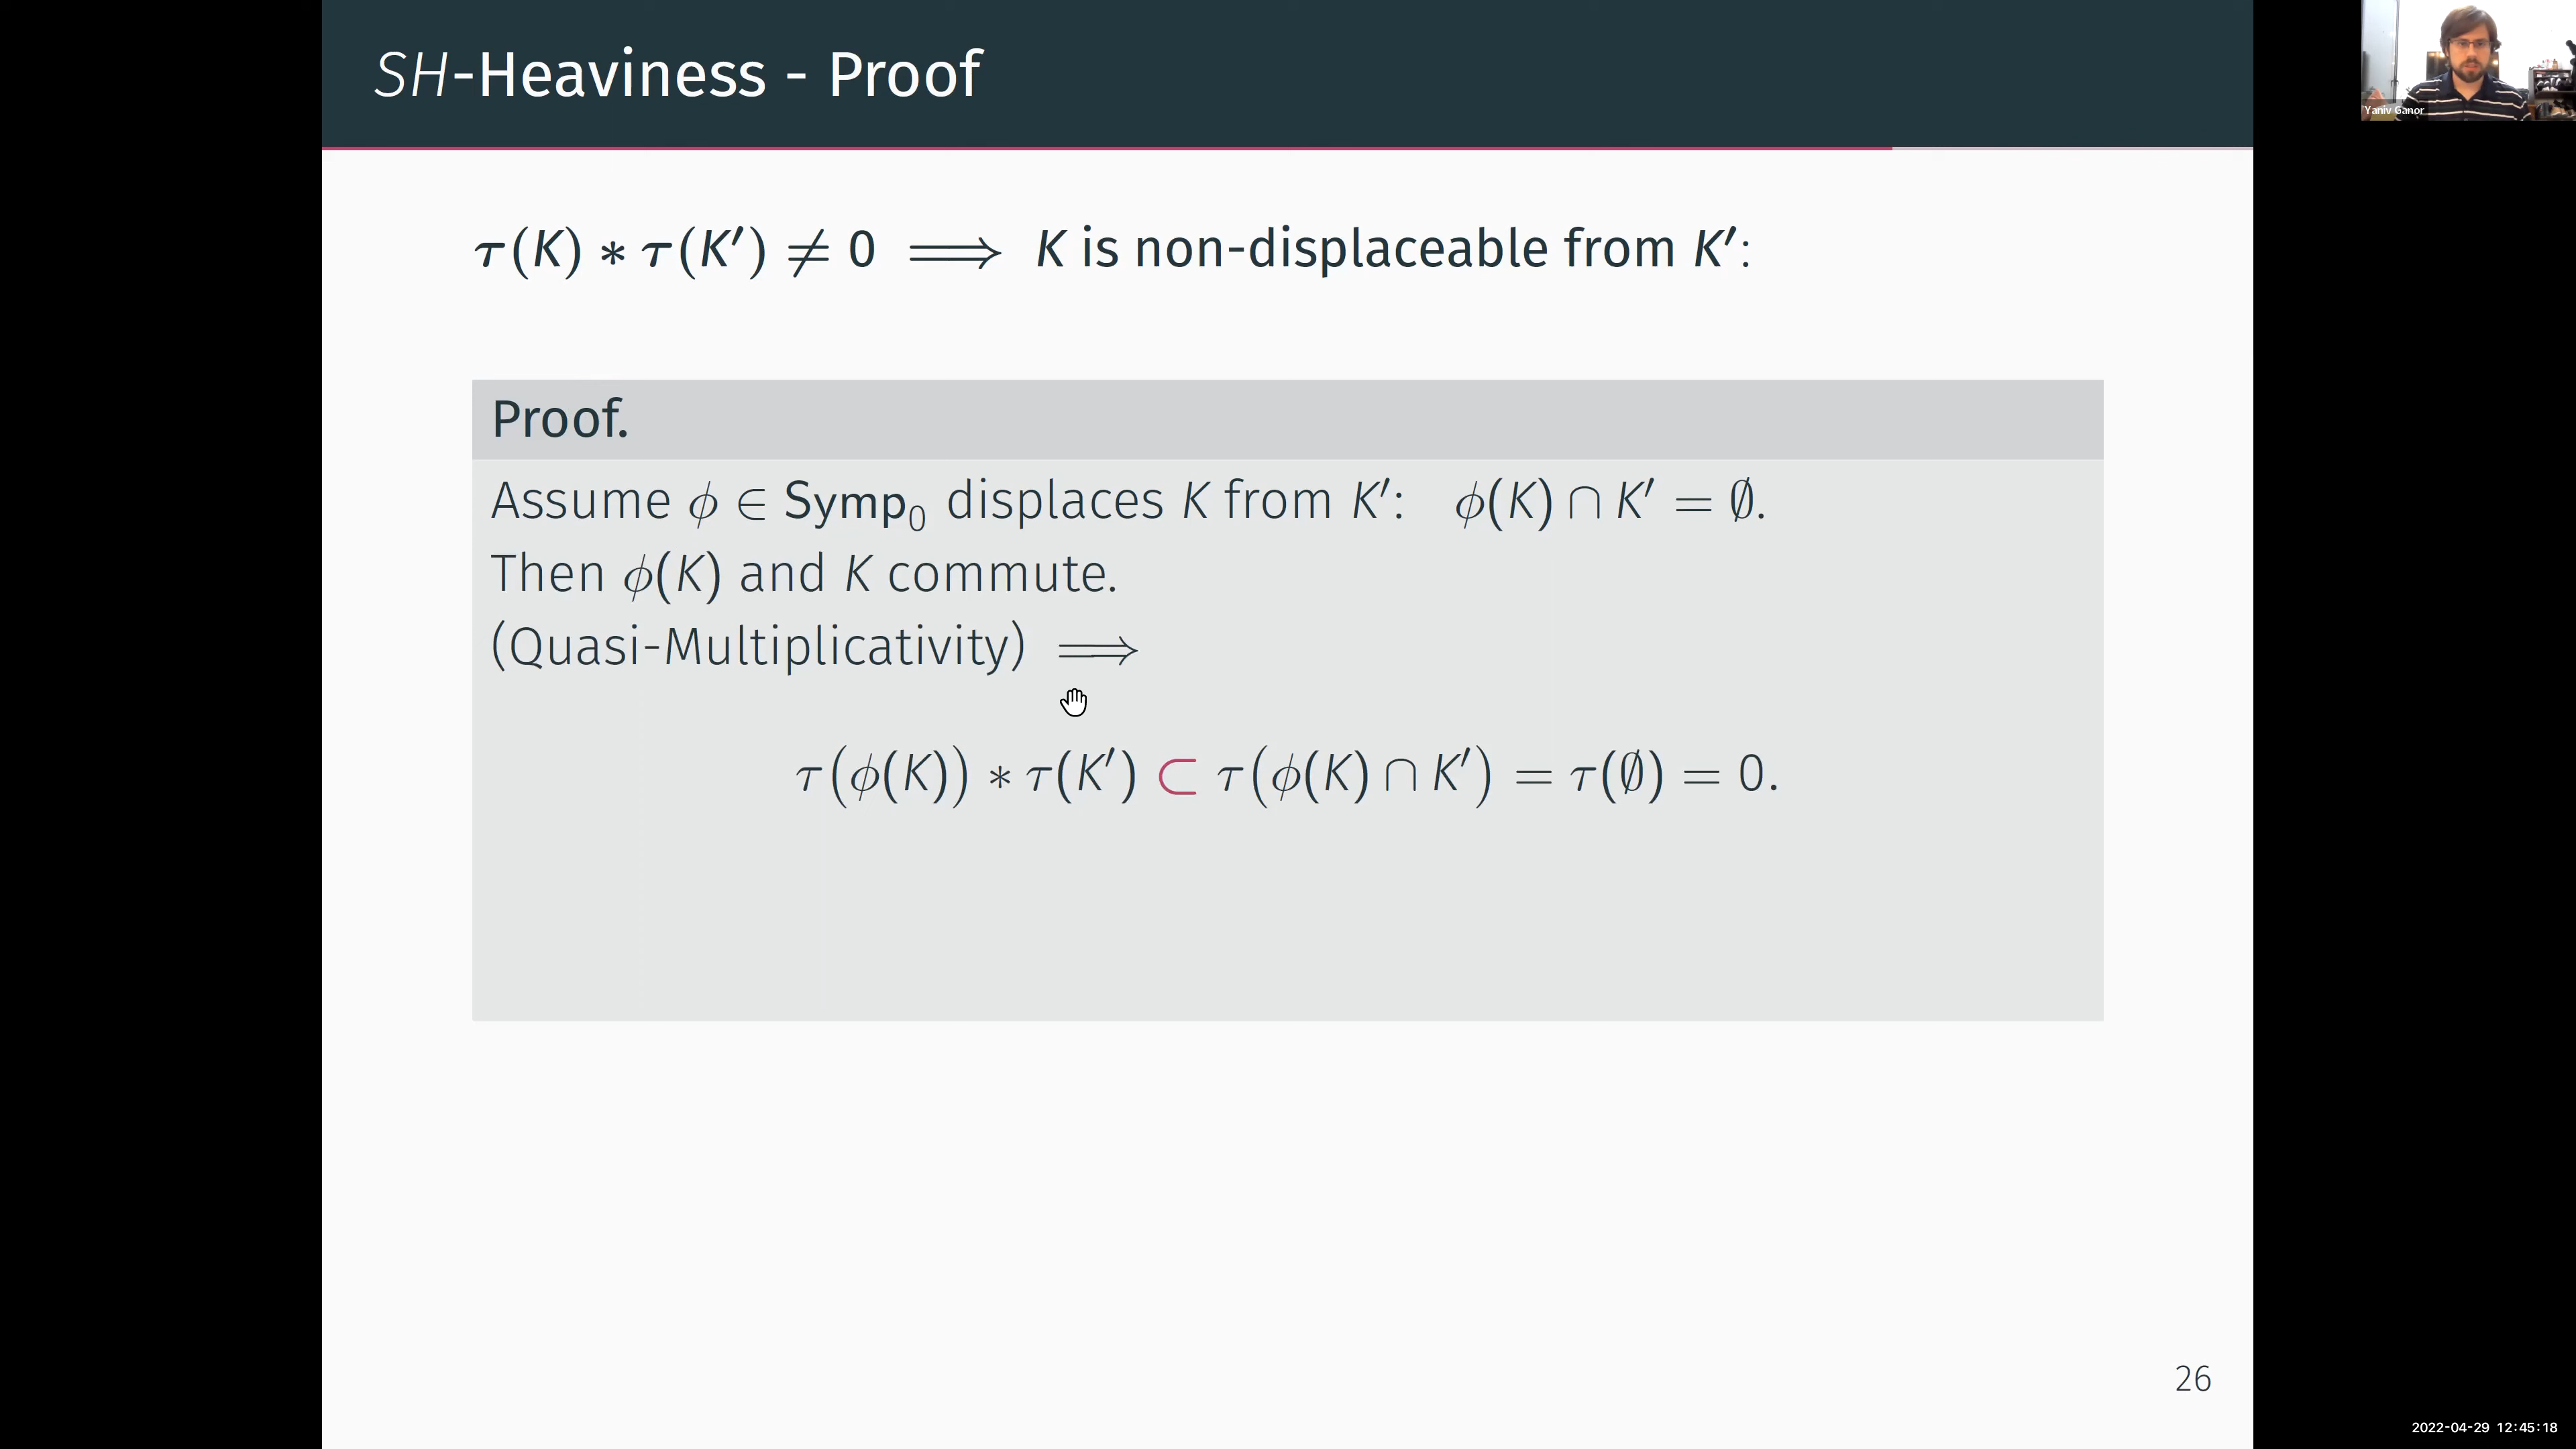 SH-Heaviness - Proof
Yaniv Ganor
τ(K) ∗ τ(K′) ≠ 0 ⟹ K is non-displaceable from K′:
Proof.
Assume ϕ ∈ Symp₀ displaces K from K′: ϕ(K) ∩ K′ = ∅.
Then ϕ(K) and K commute.
(Quasi-Multiplicativity) ⟹
τ(ϕ(K)) ∗ τ(K′) ⊂ τ(ϕ(K) ∩ K′) = τ(∅) = 0.
26
2022-04-29 12:45:18